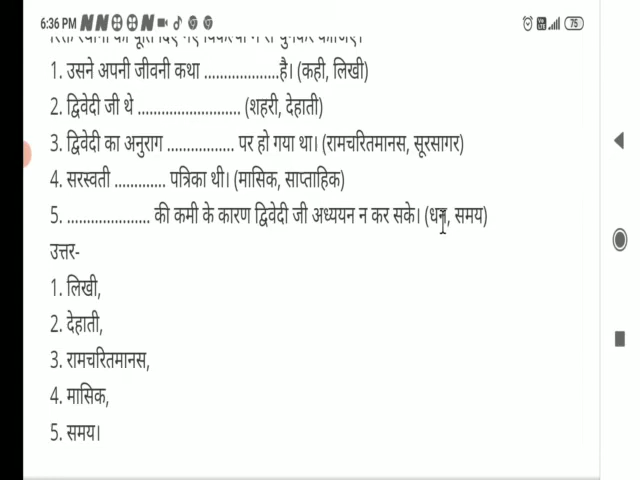 6:36 PM
75
1. उसने अपनी जीवनी कथा ...................है। (कही, लिखी)
2. द्विवेदी जी थे .......................... (शहरी, देहाती)
3. द्विवेदी का अनुराग ................. पर हो गया था। (रामचरितमानस, सूरसागर)
4. सरस्वती ............. पत्रिका थी। (मासिक, साप्ताहिक)
5. ..................... की कमी के कारण द्विवेदी जी अध्ययन न कर सके। (धन, समय)
उत्तर-
1. लिखी,
2. देहाती,
3. रामचरितमानस,
4. मासिक,
5. समय।